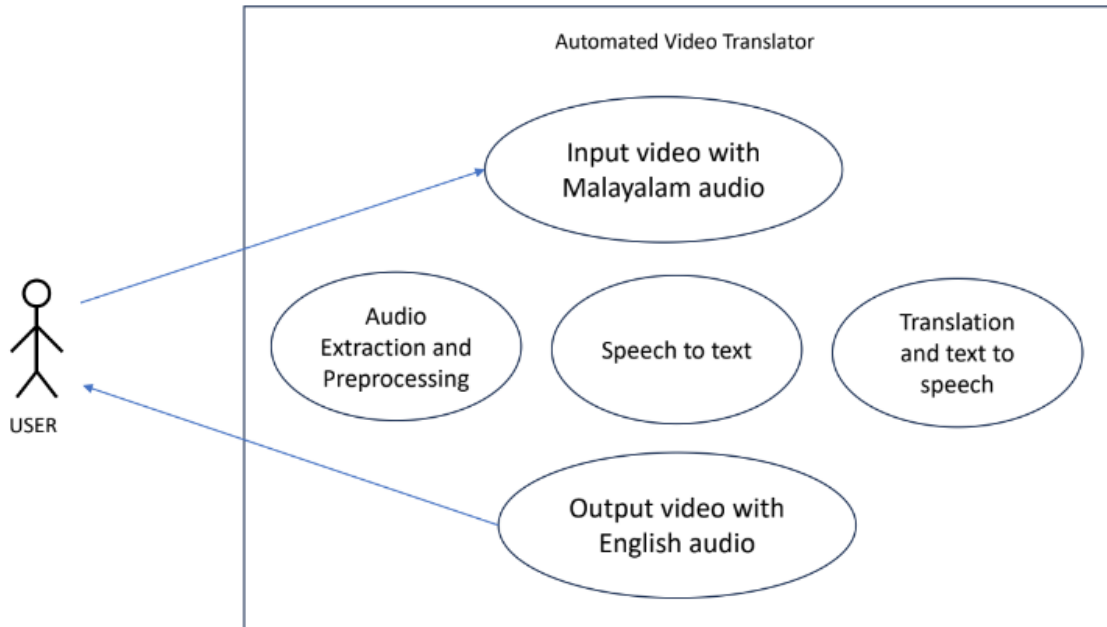 Automated Video Translator
Input video with
Malayalam audio
Audio
Extraction and
Preprocessing
Speech to text
Translation
and text to
speech
USER
Output video with
English audio